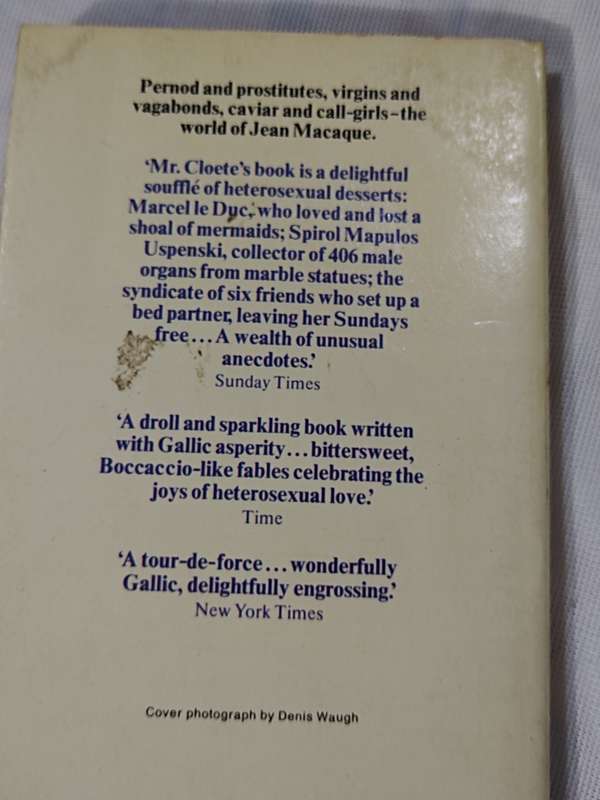 Pernod and prostitutes, virgins and
vagabonds, caviar and call-girls–the
world of Jean Macaque.
‘Mr. Cloete’s book is a delightful
soufflé of heterosexual desserts:
Marcel le Duc, who loved and lost a
shoal of mermaids; Spirol Mapulos
Uspenski, collector of 406 male
organs from marble statues; the
syndicate of six friends who set up a
bed partner, leaving her Sundays
free...A wealth of unusual
anecdotes.’
Sunday Times
‘A droll and sparkling book written
with Gallic asperity...bittersweet,
Boccaccio-like fables celebrating the
joys of heterosexual love.’
Time
‘A tour-de-force...wonderfully
Gallic, delightfully engrossing.’
New York Times
Cover photograph by Denis Waugh